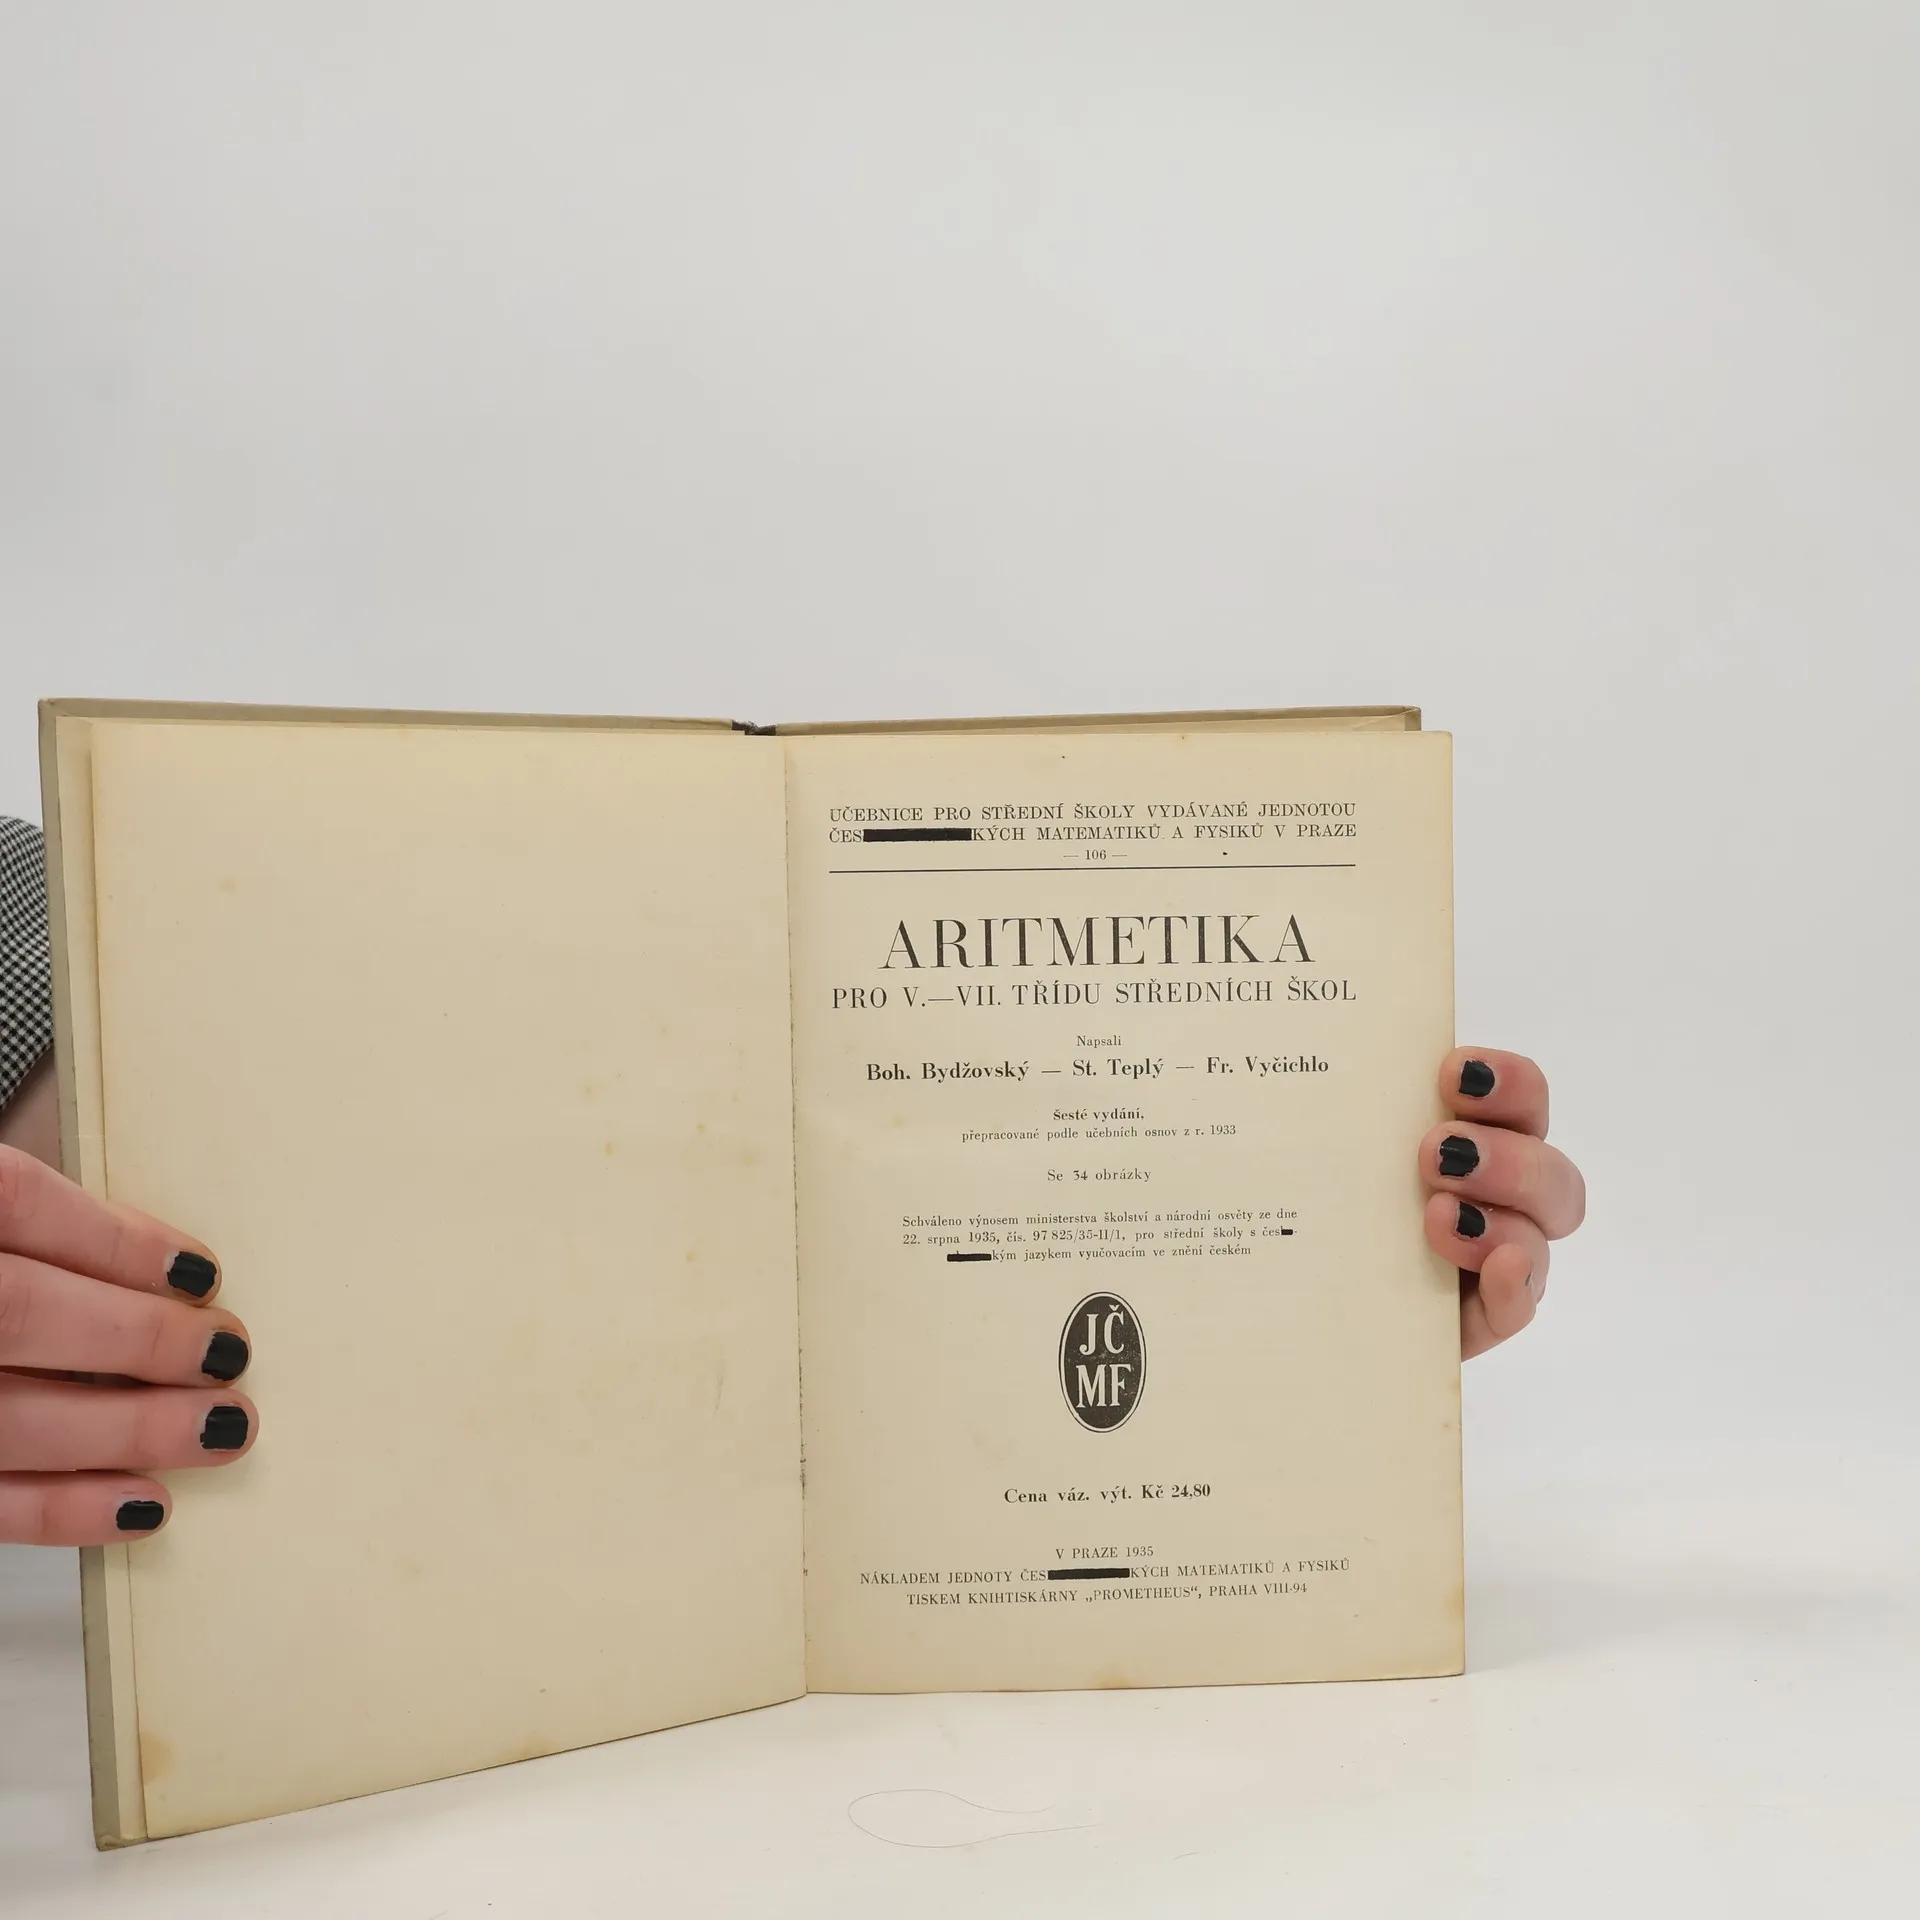 UČEBNICE PRO STŘEDNÍ ŠKOLY VYDÁVANÉ JEDNOTOU
ČES KÝCH MATEMATIKŮ A FYSIKŮ V PRAZE
— 106 —
ARITMETIKA
PRO V.—VII. TŘÍDU STŘEDNÍCH ŠKOL
Napsali
Boh. Bydžovský — St. Teplý — Fr. Vyčichlo
Šesté vydání,
přepracované podle učebních osnov z r. 1933
Se 34 obrázky
Schváleno výnosem ministerstva školství a národní osvěty ze dne
22. srpna 1935, čís. 97 825/35-II/1, pro střední školy s čes -
kým jazykem vyučovacím ve znění českém
JČ
MF
Cena váz. výt. Kč 24,80
V PRAZE 1935
NÁKLADEM JEDNOTY ČES KÝCH MATEMATIKŮ A FYSIKŮ
TISKEM KNIHTISKÁRNY „PROMETHEUS“, PRAHA VIII-94